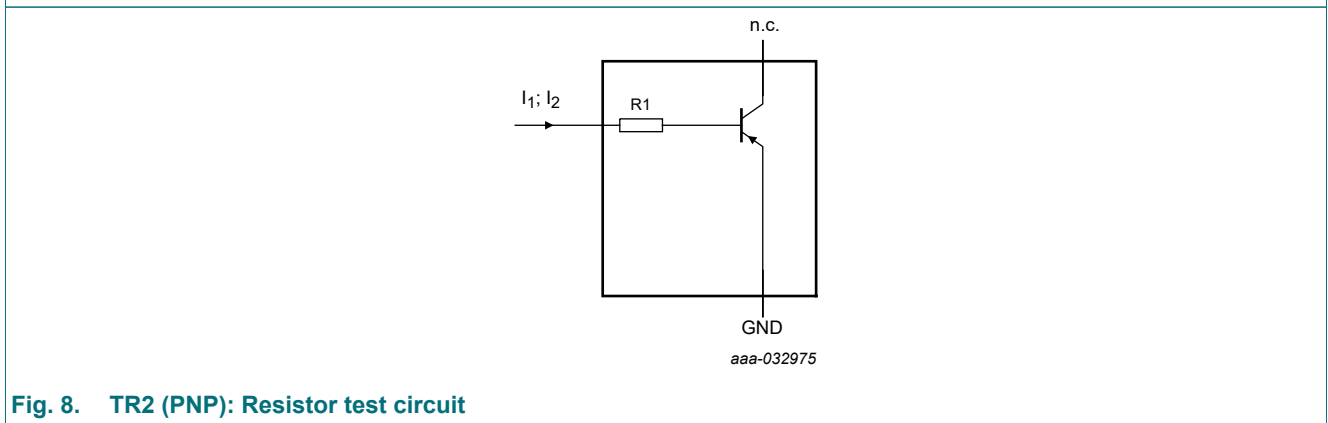 n.c.
I1; I2
R1
GND
aaa-032975
Fig. 8. TR2 (PNP): Resistor test circuit